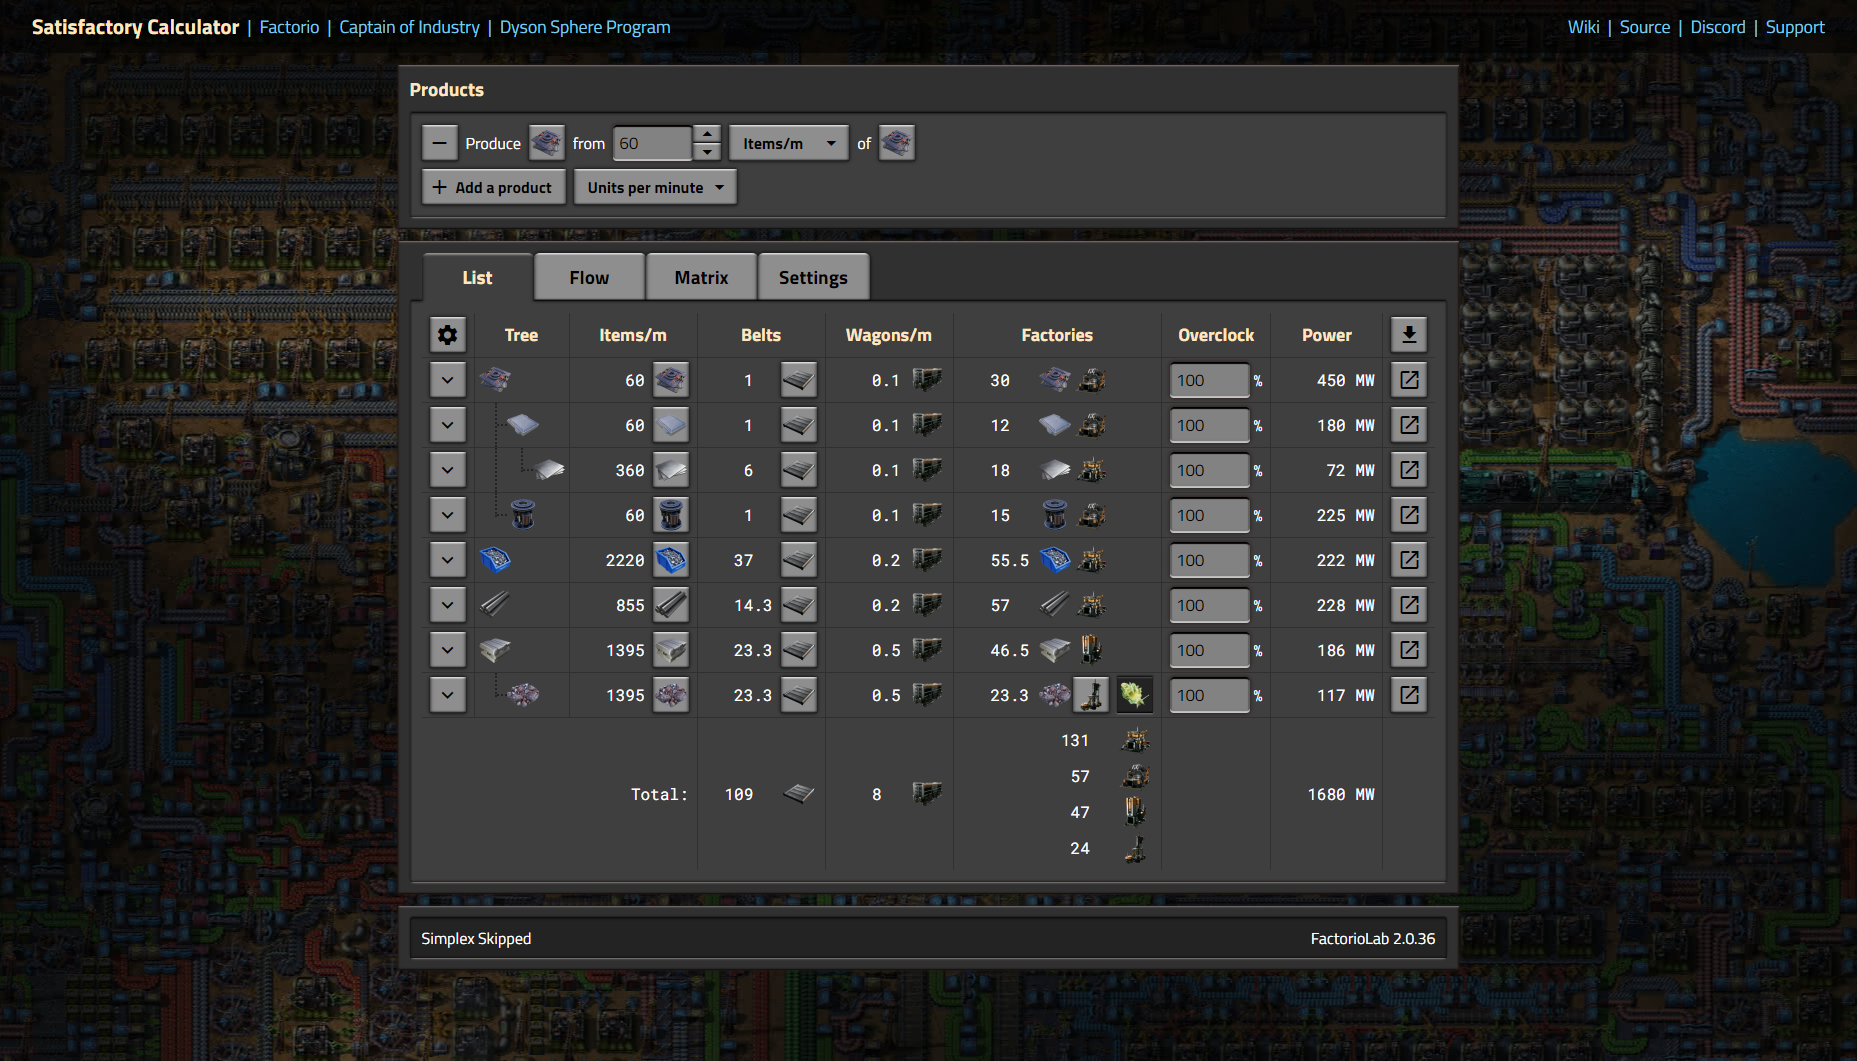 Satisfactory Calculator | Factorio | Captain of Industry | Dyson Sphere Program
Wiki | Source | Discord | Support
Products
Produce from 60 Items/m of
+ Add a product Units per minute
List Flow Matrix Settings
Tree Items/m Belts Wagons/m Factories Overclock Power
60 1 0.1 30 100 % 450 MW
60 1 0.1 12 100 % 180 MW
360 6 0.1 18 100 % 72 MW
60 1 0.1 15 100 % 225 MW
2220 37 0.2 55.5 100 % 222 MW
855 14.3 0.2 57 100 % 228 MW
1395 23.3 0.5 46.5 100 % 186 MW
1395 23.3 0.5 23.3 100 % 117 MW
131
57
Total: 109 8 1680 MW
47
24
Simplex Skipped
FactorioLab 2.0.36